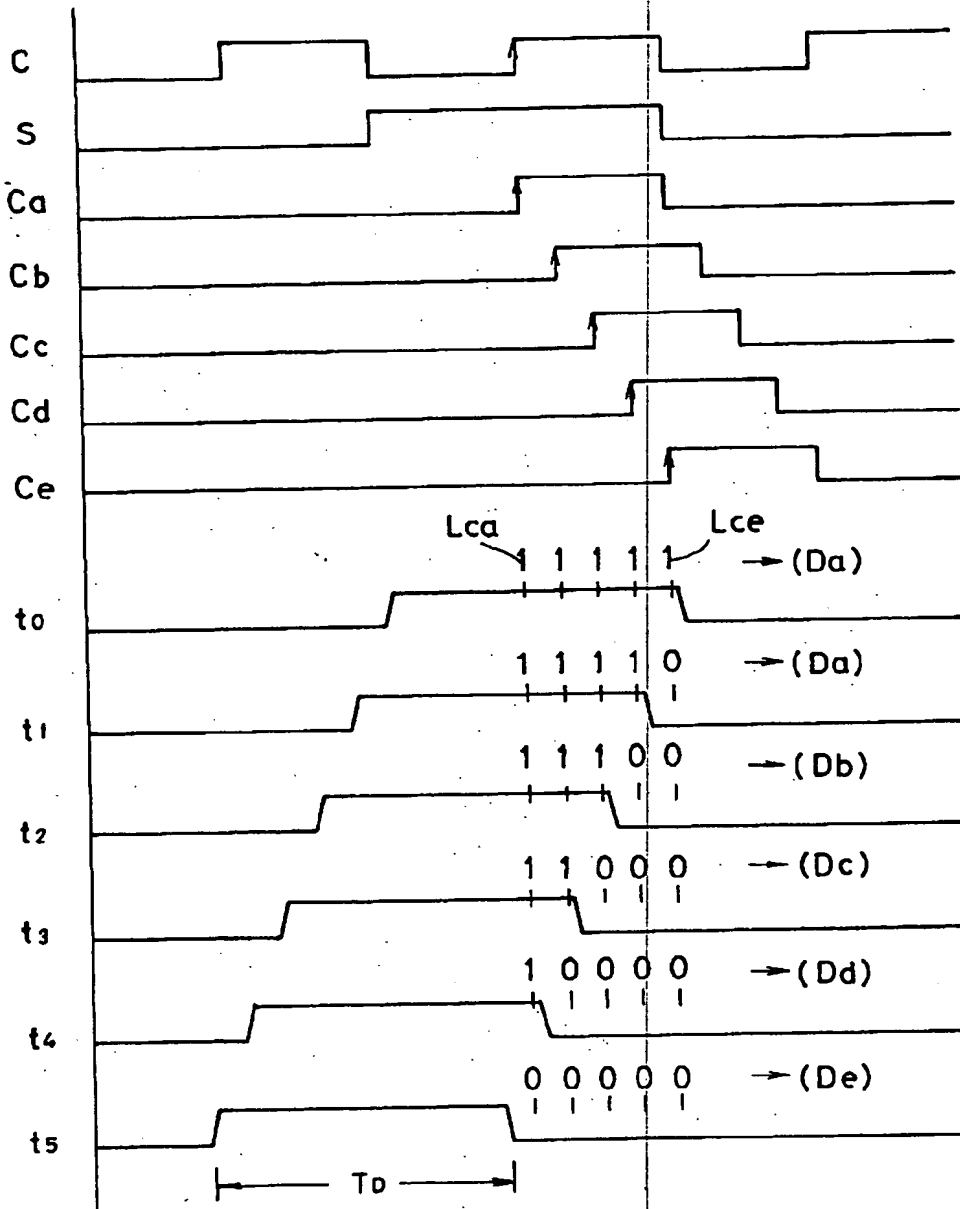 C
S
Ca
Cb
Cc
Cd
Ce
Lca Lce
1 1 1 1 1 → (Da)
t0
1 1 1 1 0 → (Da)
t1
1 1 1 0 0 → (Db)
t2
1 1 0 0 0 → (Dc)
t3
1 0 0 0 0 → (Dd)
t4
0 0 0 0 0 → (De)
t5
TD